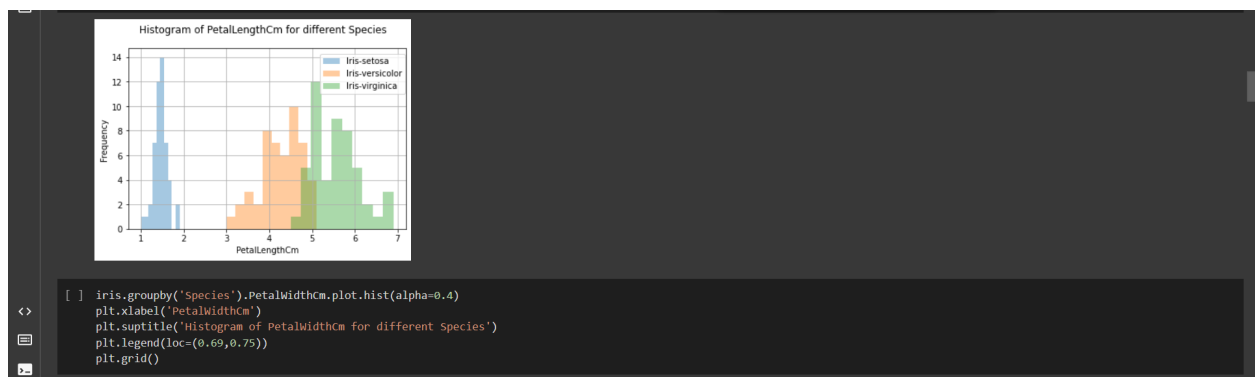 Histogram of PetalLengthCm for different Species
14
12
10
8
6
4
2
0
Frequency
Iris-setosa
Iris-versicolor
Iris-virginica
1 2 3 4 5 6 7
PetalLengthCm
[ ] iris.groupby('Species').PetalWidthCm.plot.hist(alpha=0.4)
plt.xlabel('PetalWidthCm')
plt.suptitle('Histogram of PetalWidthCm for different Species')
plt.legend(loc=(0.69,0.75))
plt.grid()